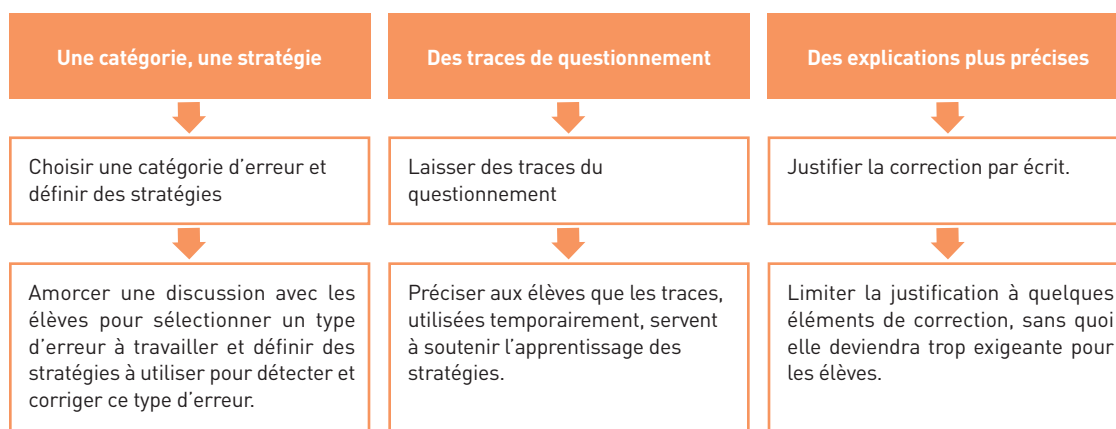 Une catégorie, une stratégie
Choisir une catégorie d'erreur et
définir des stratégies
Amorcer une discussion avec les
élèves pour sélectionner un type
d'erreur à travailler et définir des
stratégies à utiliser pour détecter et
corriger ce type d'erreur.
Des traces de questionnement
Laisser des traces du
questionnement
Préciser aux élèves que les traces,
utilisées temporairement, servent
à soutenir l'apprentissage des
stratégies.
Des explications plus précises
Justifier la correction par écrit.
Limiter la justification à quelques
éléments de correction, sans quoi
elle deviendra trop exigeante pour
les élèves.